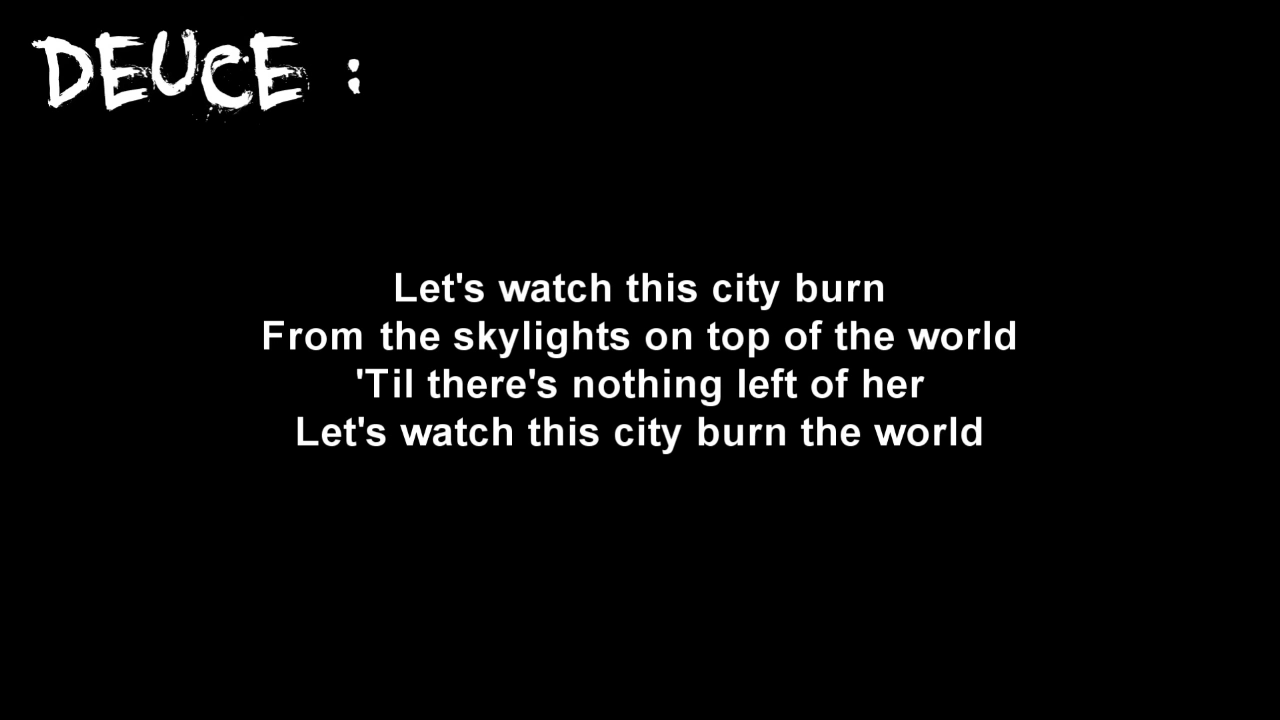 DEUCE :
Let's watch this city burn
From the skylights on top of the world
'Til there's nothing left of her
Let's watch this city burn the world